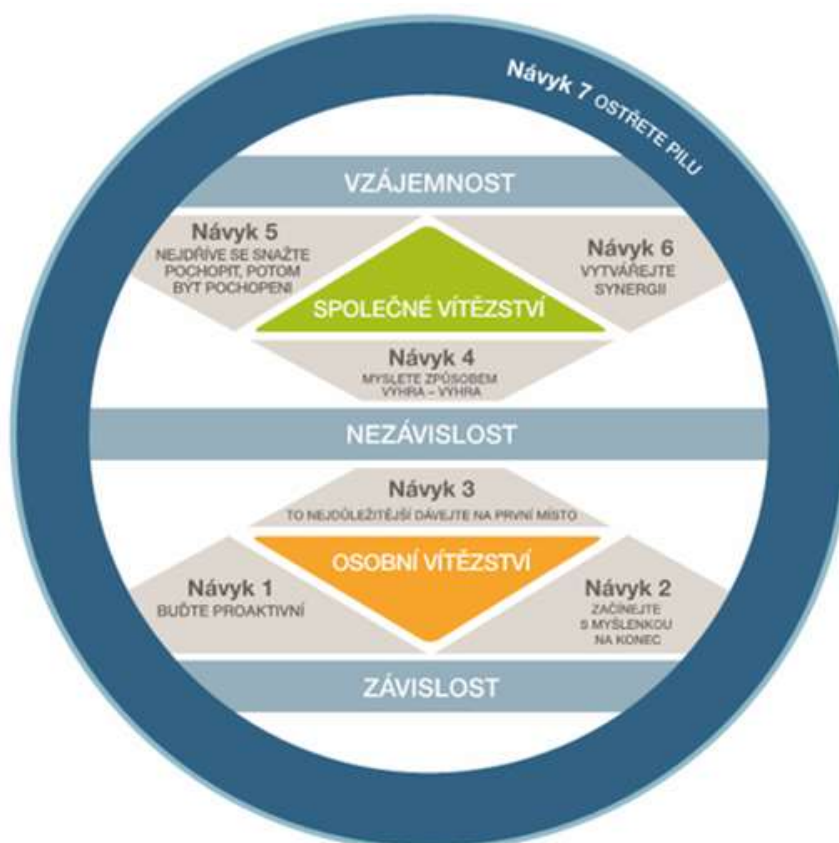 Návyk 7 OSTŘETE PILU
VZÁJEMNOST
Návyk 5
NEJDŘÍVE SE SNAŽTE
POCHOPIT, POTOM
BÝT POCHOPENI
Návyk 6
VYTVÁŘEJTE
SYNERGII
SPOLEČNÉ VÍTĚZSTVÍ
Návyk 4
MYSLETE ZPŮSOBEM
VÝHRA – VÝHRA
NEZÁVISLOST
Návyk 3
TO NEJDŮLEŽITĚJŠÍ DÁVEJTE NA PRVNÍ MÍSTO
OSOBNÍ VÍTĚZSTVÍ
Návyk 1
BUĎTE PROAKTIVNÍ
Návyk 2
ZAČÍNEJTE
S MYŠLENKOU
NA KONEC
ZÁVISLOST